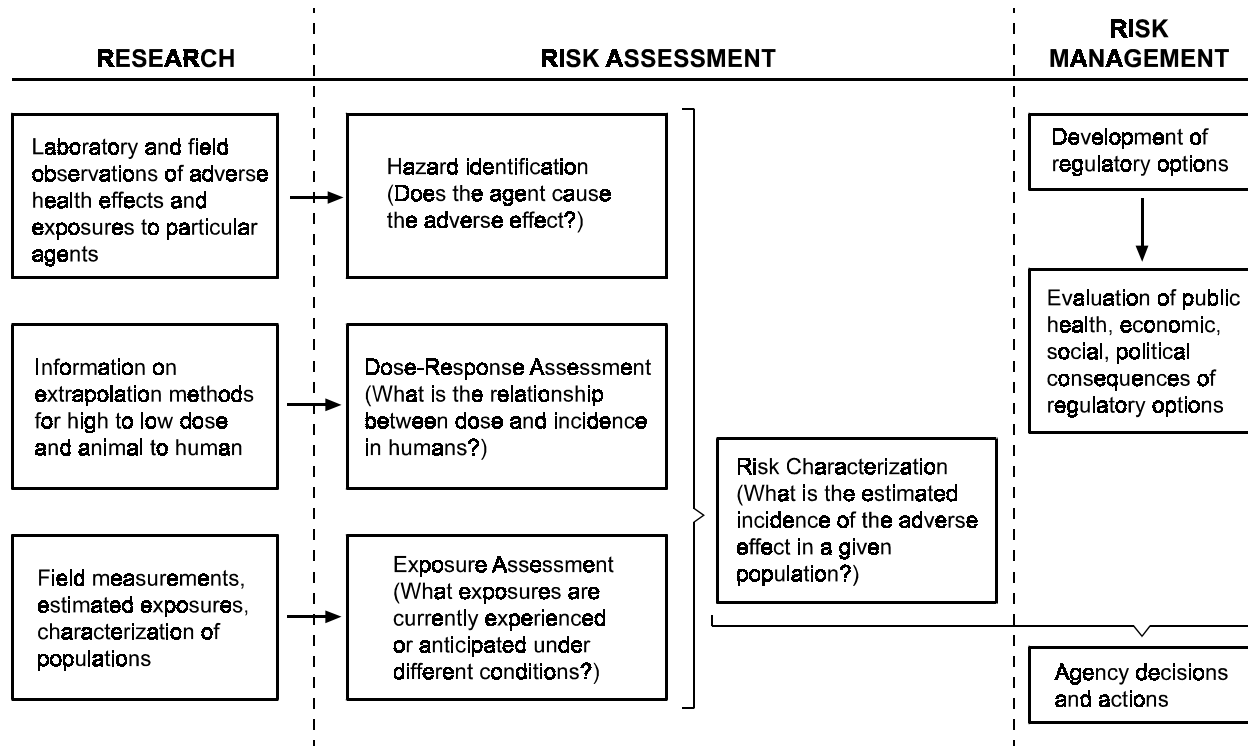 RESEARCH
RISK ASSESSMENT
RISK
MANAGEMENT
Laboratory and field
observations of adverse
health effects and
exposures to particular
agents
Hazard identification
(Does the agent cause
the adverse effect?)
Development of
regulatory options
Information on
extrapolation methods
for high to low dose
and animal to human
Dose-Response Assessment
(What is the relationship
between dose and incidence
in humans?)
Evaluation of public
health, economic,
social, political
consequences of
regulatory options
Risk Characterization
(What is the estimated
incidence of the adverse
effect in a given
population?)
Field measurements,
estimated exposures,
characterization of
populations
Exposure Assessment
(What exposures are
currently experienced
or anticipated under
different conditions?)
Agency decisions
and actions